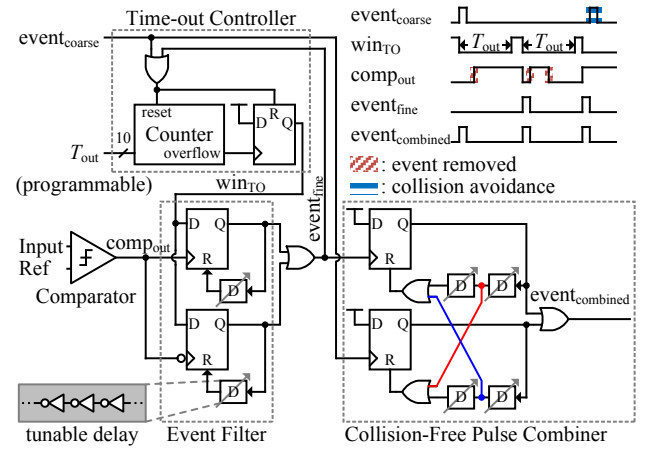 Time-out Controller
event_coarse
reset
Counter
overflow
R
D Q
10
T_out
(programmable)
win_TO
event_fine
Input
Ref
comp_out
Comparator
D Q
R
D
D Q
R
D
tunable delay
Event Filter
event_coarse
win_TO
T_out
T_out
comp_out
event_fine
event_combined
: event removed
: collision avoidance
D Q
R
D
D
D Q
R
D
D
event_combined
Collision-Free Pulse Combiner